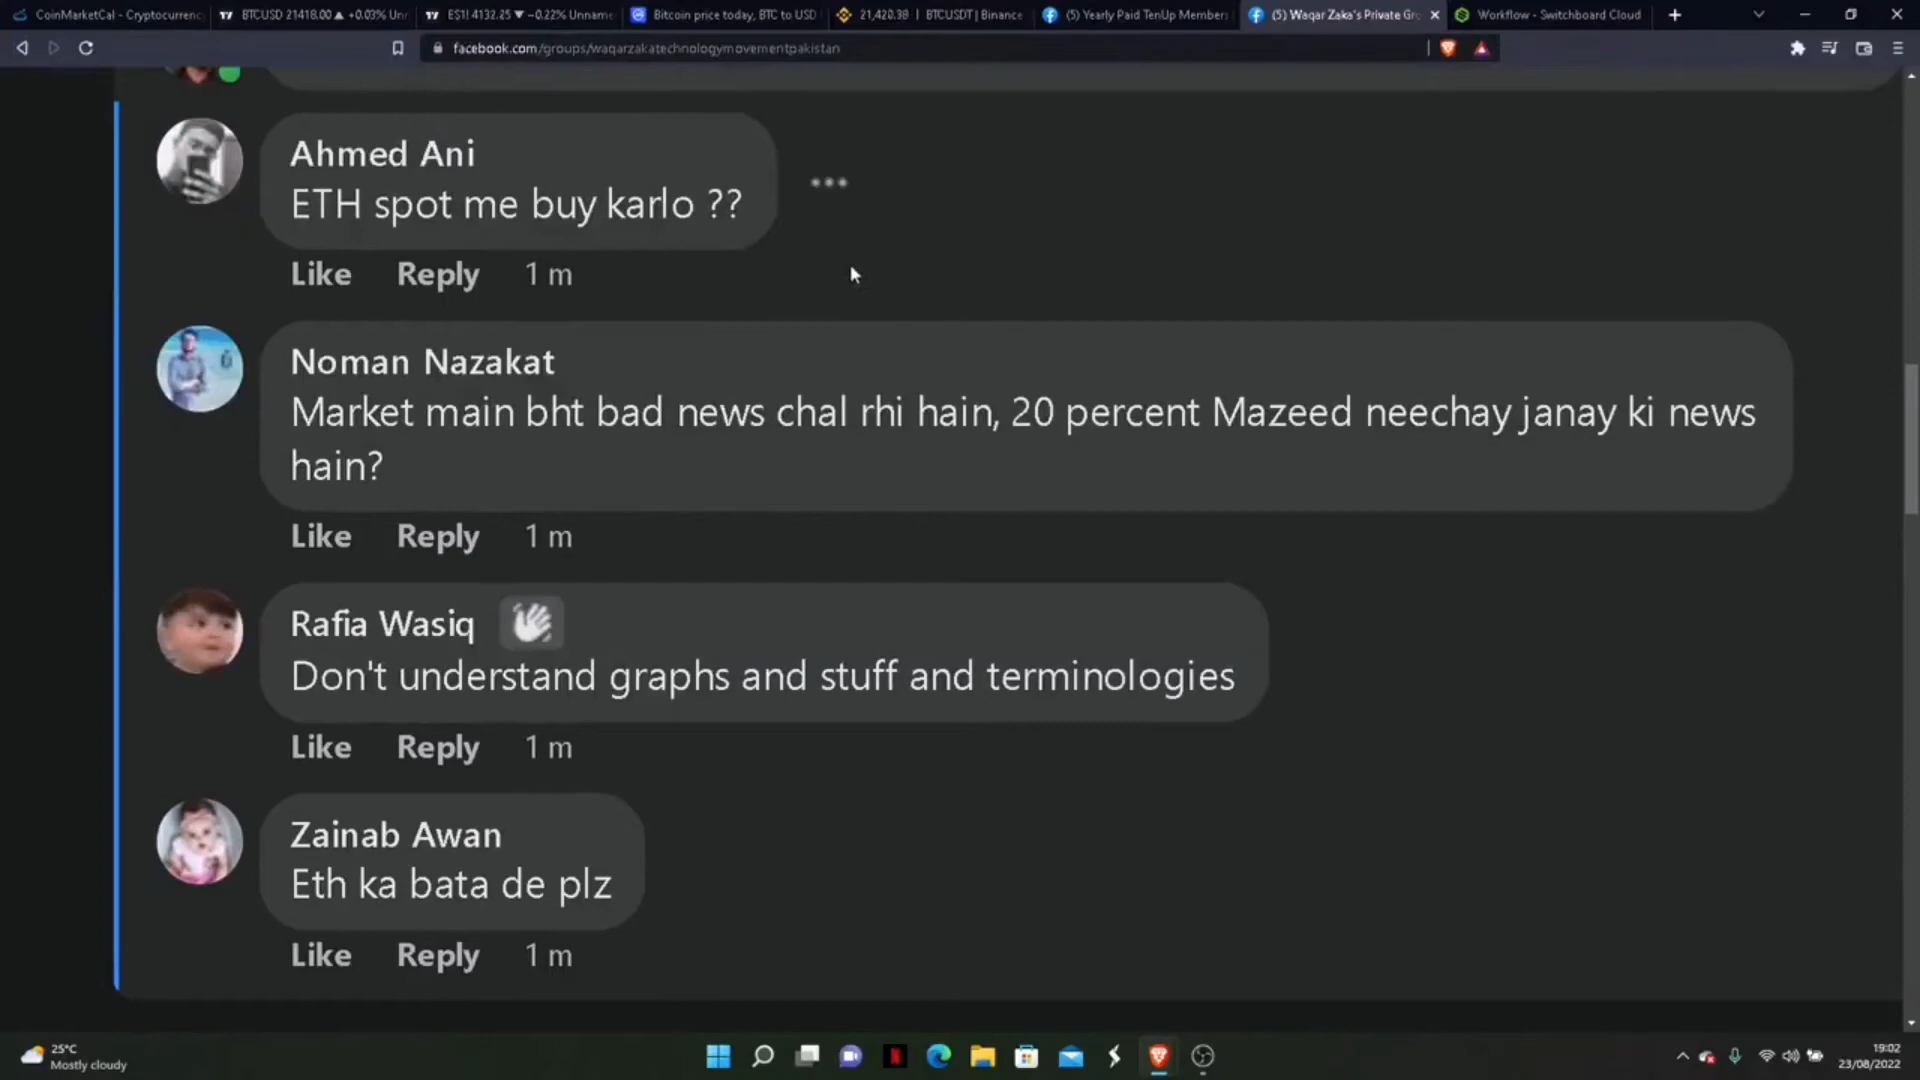 CoinMarketCal - Cryptocurrenc
BTCUSD 21418.00 ▲ +0.03% Unn
ES1! 4132.25 ▼ −0.22% Unname
Bitcoin price today, BTC to USD
21,420.38 | BTCUSDT | Binance
(5) Yearly Paid TenUp Members
(5) Waqar Zaka's Private Gro
Workflow - Switchboard Cloud
facebook.com/groups/waqarzakatechnologymovementpakistan
Ahmed Ani
ETH spot me buy karlo ??
Like Reply 1 m
Noman Nazakat
Market main bht bad news chal rhi hain, 20 percent Mazeed neechay janay ki news
hain?
Like Reply 1 m
Rafia Wasiq
Don't understand graphs and stuff and terminologies
Like Reply 1 m
Zainab Awan
Eth ka bata de plz
Like Reply 1 m
25°C
Mostly cloudy
19:02
23/08/2022